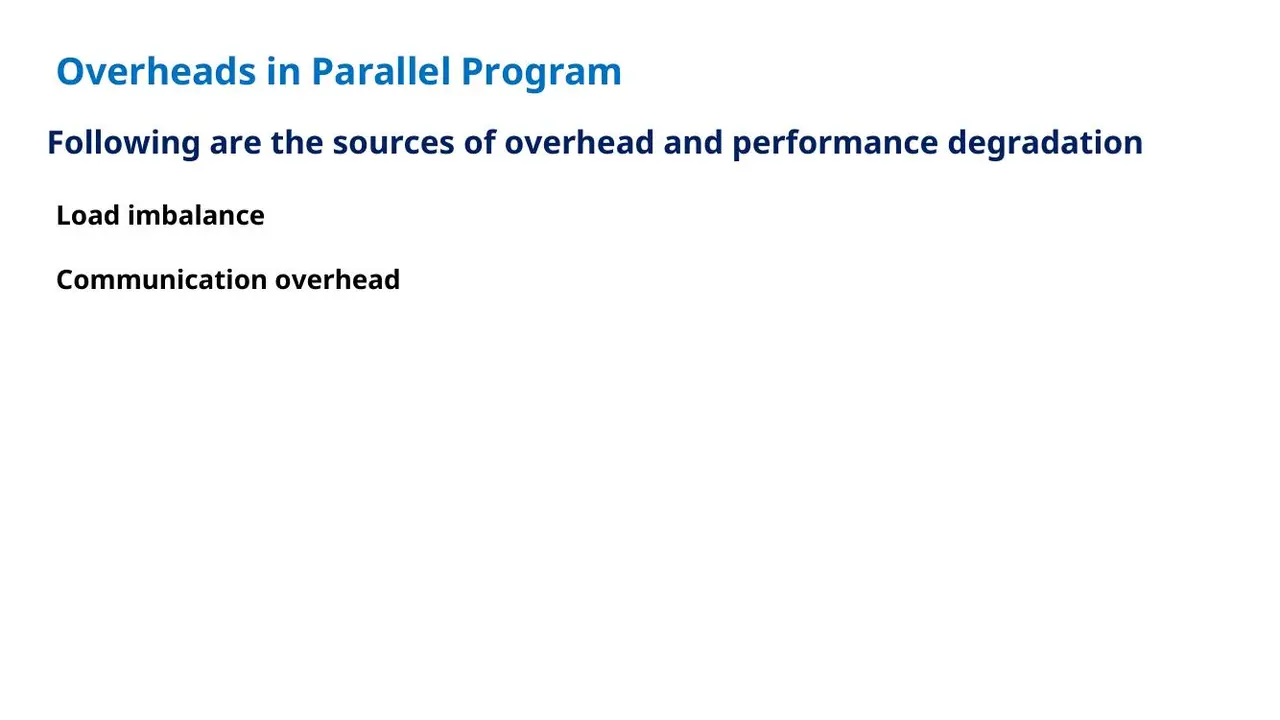 Overheads in Parallel Program
Following are the sources of overhead and performance degradation
Load imbalance
Communication overhead